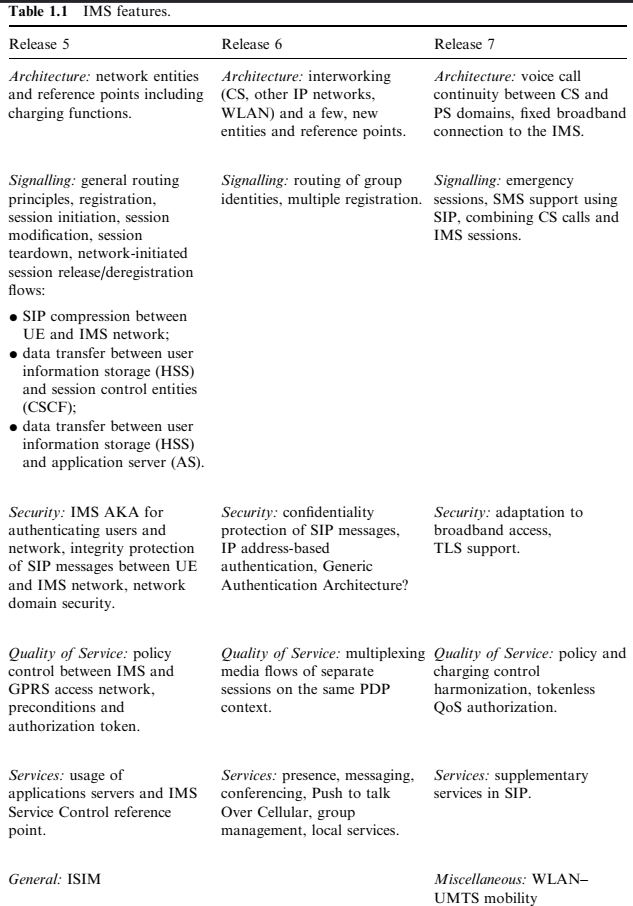 Table 1.1 IMS features.
Release 5
Release 6
Release 7
Architecture: network entities
and reference points including
charging functions.
Architecture: interworking
(CS, other IP networks,
WLAN) and a few, new
entities and reference points.
Architecture: voice call
continuity between CS and
PS domains, fixed broadband
connection to the IMS.
Signalling: general routing
principles, registration,
session initiation, session
modification, session
teardown, network-initiated
session release/deregistration
flows:
● SIP compression between
UE and IMS network;
● data transfer between user
information storage (HSS)
and session control entities
(CSCF);
● data transfer between user
information storage (HSS)
and application server (AS).
Signalling: routing of group
identities, multiple registration.
Signalling: emergency
sessions, SMS support using
SIP, combining CS calls and
IMS sessions.
Security: IMS AKA for
authenticating users and
network, integrity protection
of SIP messages between UE
and IMS network, network
domain security.
Security: confidentiality
protection of SIP messages,
IP address-based
authentication, Generic
Authentication Architecture?
Security: adaptation to
broadband access,
TLS support.
Quality of Service: policy
control between IMS and
GPRS access network,
preconditions and
authorization token.
Quality of Service: multiplexing
media flows of separate
sessions on the same PDP
context.
Quality of Service: policy and
charging control
harmonization, tokenless
QoS authorization.
Services: usage of
applications servers and IMS
Service Control reference
point.
Services: presence, messaging,
conferencing, Push to talk
Over Cellular, group
management, local services.
Services: supplementary
services in SIP.
General: ISIM
Miscellaneous: WLAN–
UMTS mobility